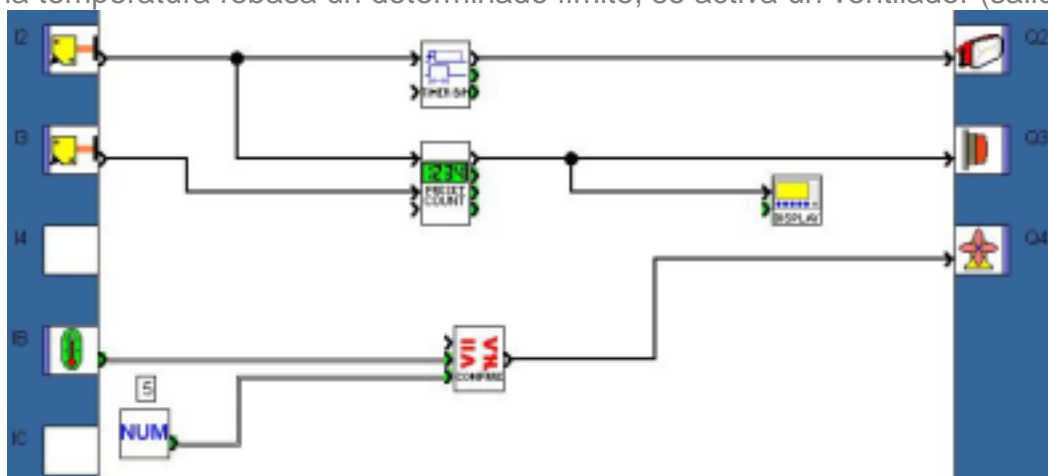 la temperatura rebasa un determinado límite, se activa un ventilador (salid
I2
Q2
TIMER B/H
I3
Q3
1234
PRESET
COUNT
DISPLAY
I4
Q4
IB
COMPARE
5
NUM
IC